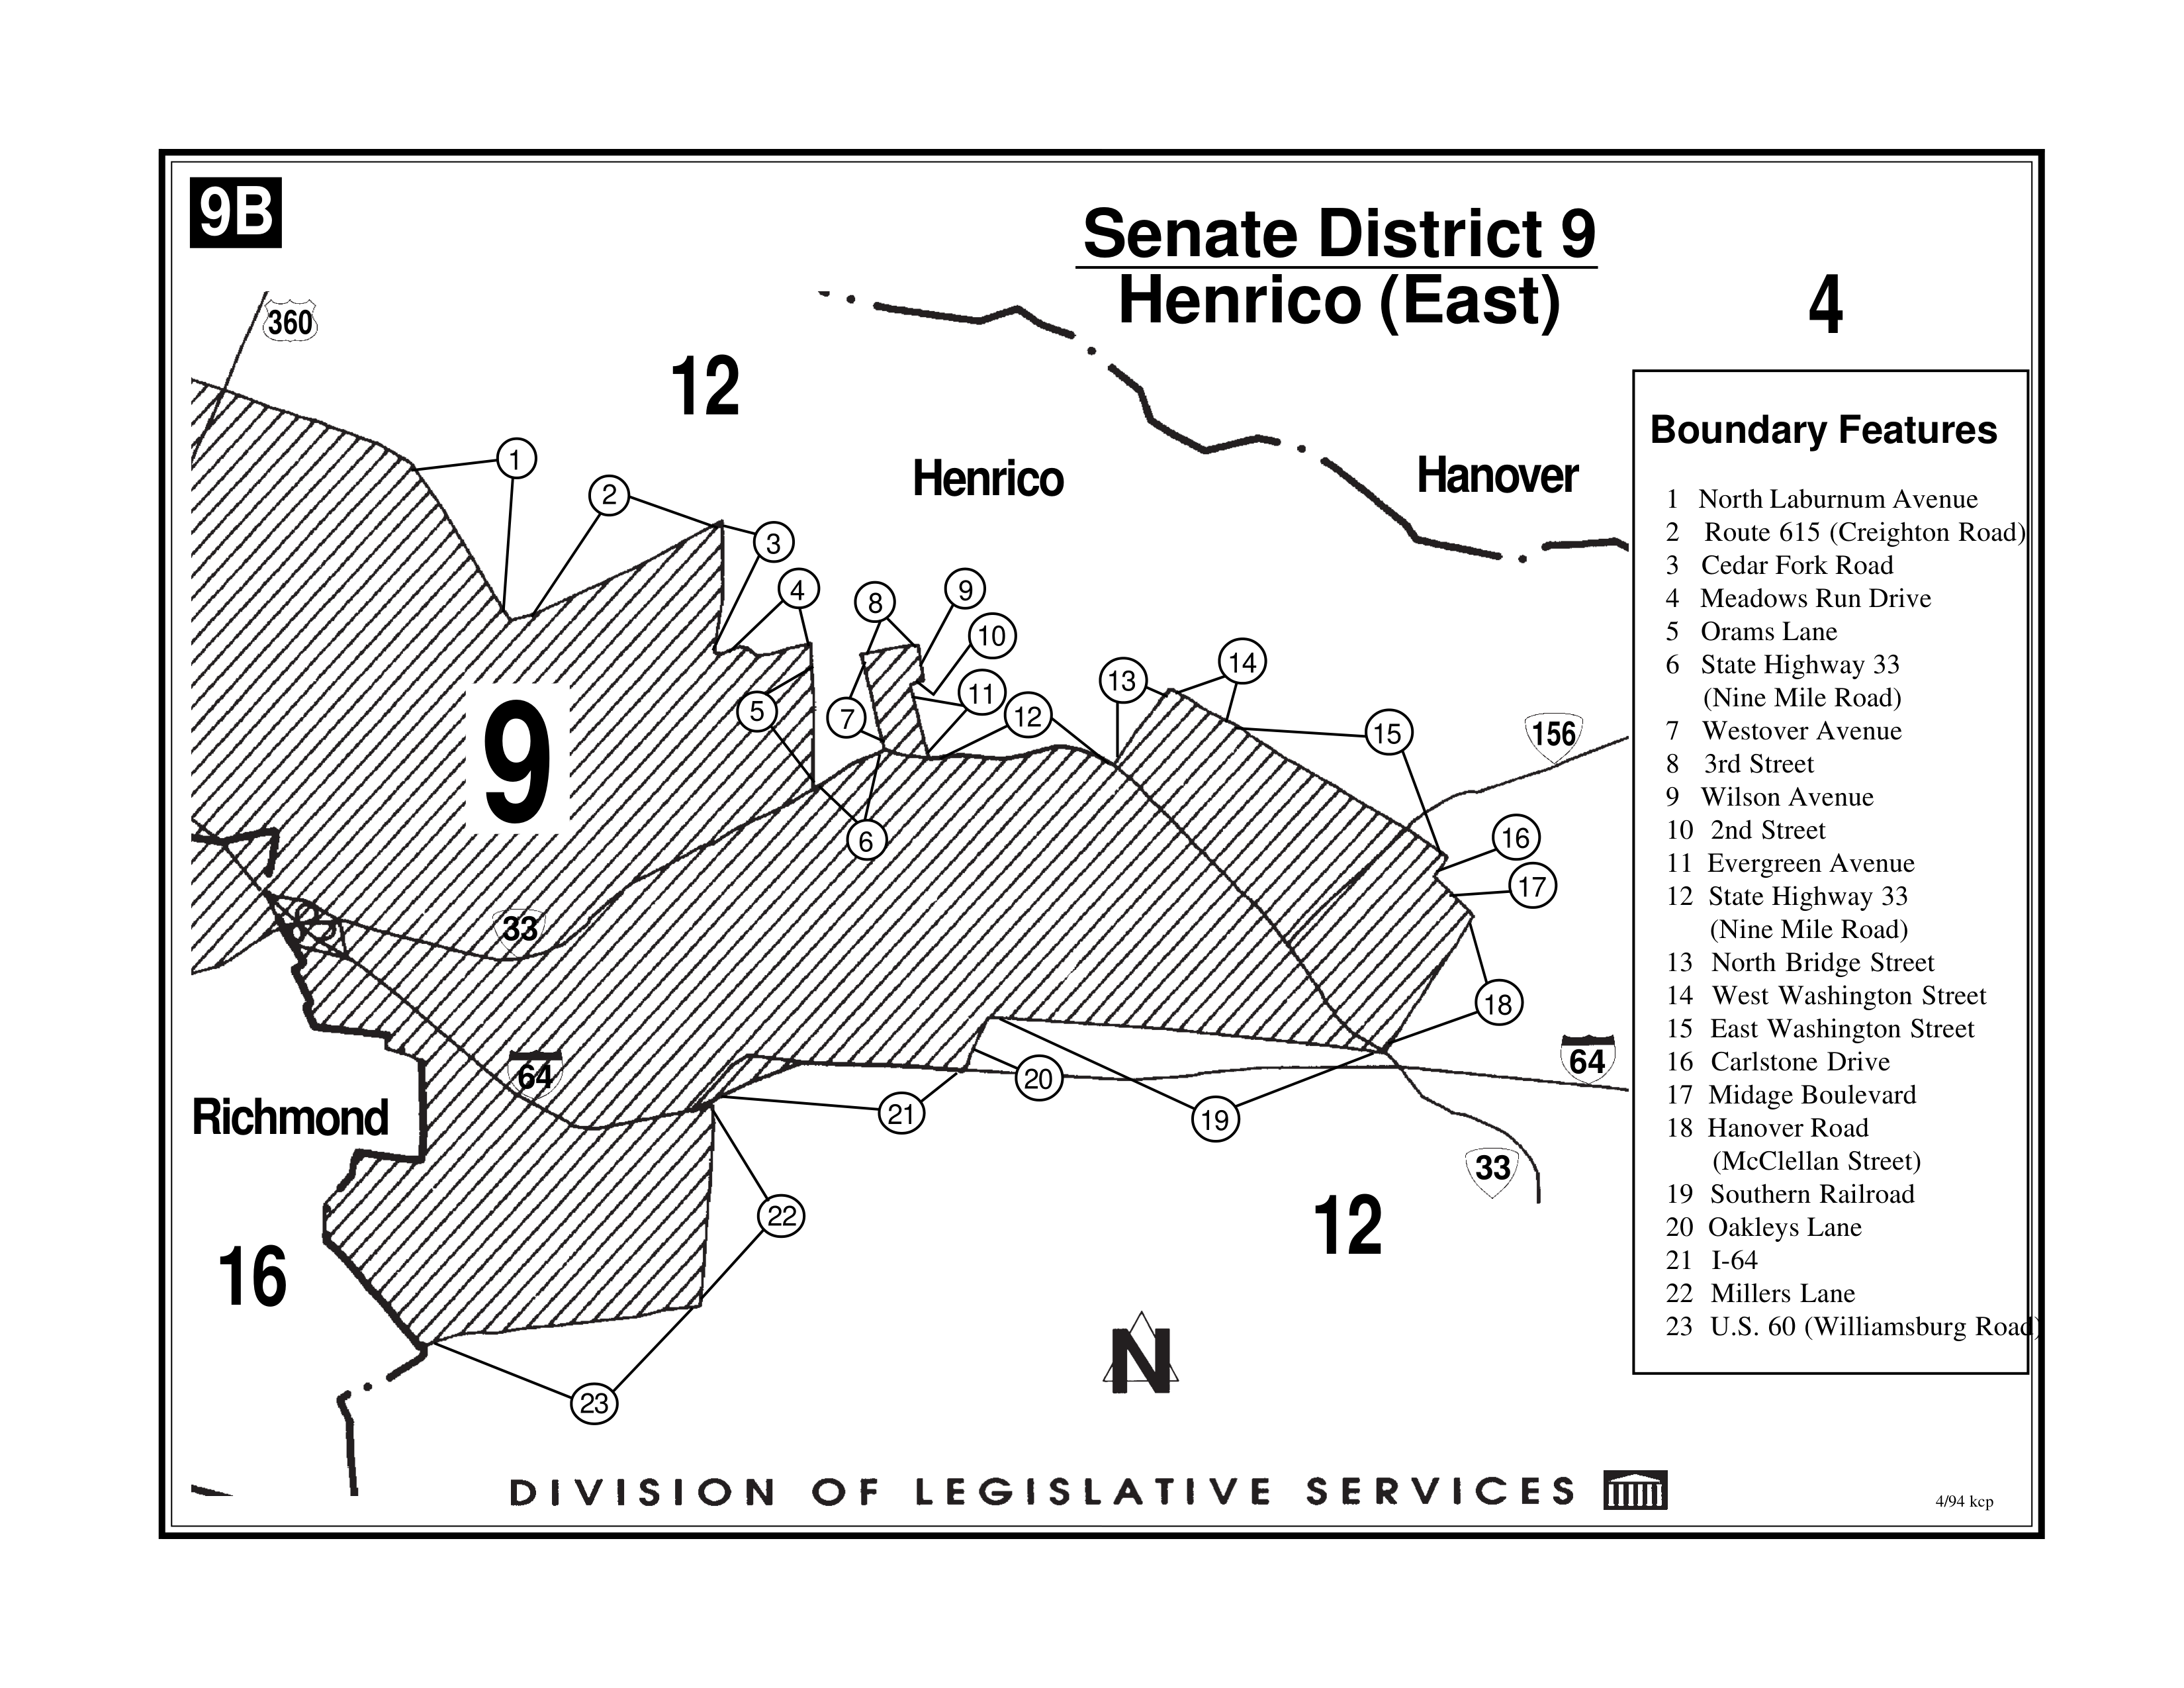 9B
Senate District 9
Henrico (East)
4
360
12
Henrico
Hanover
1
2
3
4
8
9
10
14
13
11
5
7
12
15
156
9
6
16
17
33
18
64
64
20
21
19
Richmond
33
22
12
16
N
23
Boundary Features
1 North Laburnum Avenue
2 Route 615 (Creighton Road)
3 Cedar Fork Road
4 Meadows Run Drive
5 Orams Lane
6 State Highway 33
(Nine Mile Road)
7 Westover Avenue
8 3rd Street
9 Wilson Avenue
10 2nd Street
11 Evergreen Avenue
12 State Highway 33
(Nine Mile Road)
13 North Bridge Street
14 West Washington Street
15 East Washington Street
16 Carlstone Drive
17 Midage Boulevard
18 Hanover Road
(McClellan Street)
19 Southern Railroad
20 Oakleys Lane
21 I-64
22 Millers Lane
23 U.S. 60 (Williamsburg Road)
DIVISION OF LEGISLATIVE SERVICES
4/94 kcp